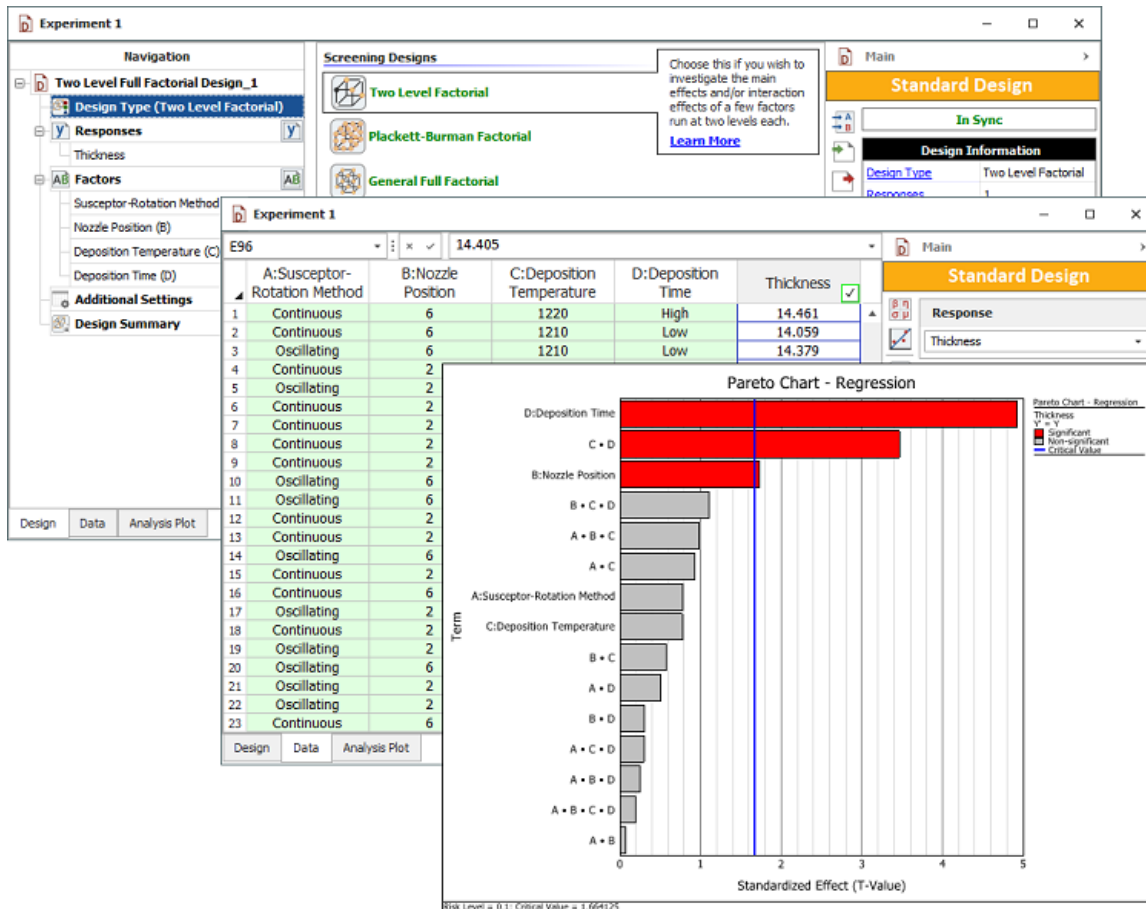 Experiment 1
Navigation
Two Level Full Factorial Design_1
Design Type (Two Level Factorial)
Responses
Thickness
Factors
Susceptor-Rotation Method
Nozzle Position (B)
Deposition Temperature (C)
Deposition Time (D)
Additional Settings
Design Summary
Design Data Analysis Plot
Screening Designs
Two Level Factorial
Plackett-Burman Factorial
General Full Factorial
Choose this if you wish to
investigate the main
effects and/or interaction
effects of a few factors
run at two levels each.
Learn More
Main
Standard Design
In Sync
Design Information
Design Type Two Level Factorial
Responses 1
Experiment 1
E96 14.405
A:Susceptor-Rotation Method B:Nozzle Position C:Deposition Temperature D:Deposition Time Thickness
1 Continuous 6 1220 High 14.461
2 Continuous 6 1210 Low 14.059
3 Oscillating 6 1210 Low 14.379
4 Continuous 2
5 Oscillating 2
6 Continuous 2
7 Continuous 2
8 Continuous 2
9 Continuous 2
10 Oscillating 6
11 Oscillating 6
12 Continuous 2
13 Continuous 2
14 Oscillating 6
15 Continuous 2
16 Continuous 6
17 Oscillating 2
18 Continuous 2
19 Oscillating 2
20 Oscillating 6
21 Oscillating 2
22 Oscillating 2
23 Continuous 6
Design Data Analysis Plot
Main
Standard Design
Response
Thickness
Pareto Chart - Regression
D:Deposition Time
C • D
B:Nozzle Position
B • C • D
A • B • C
A • C
A:Susceptor-Rotation Method
C:Deposition Temperature
B • C
A • D
B • D
A • C • D
A • B • D
A • B • C • D
A • B
Term
0 1 2 3 4 5
Standardized Effect (T-Value)
Pareto Chart - Regression
Thickness
Y' = Y
Significant
Non-significant
Critical Value
Risk Level = 0.1; Critical Value = 1.664125